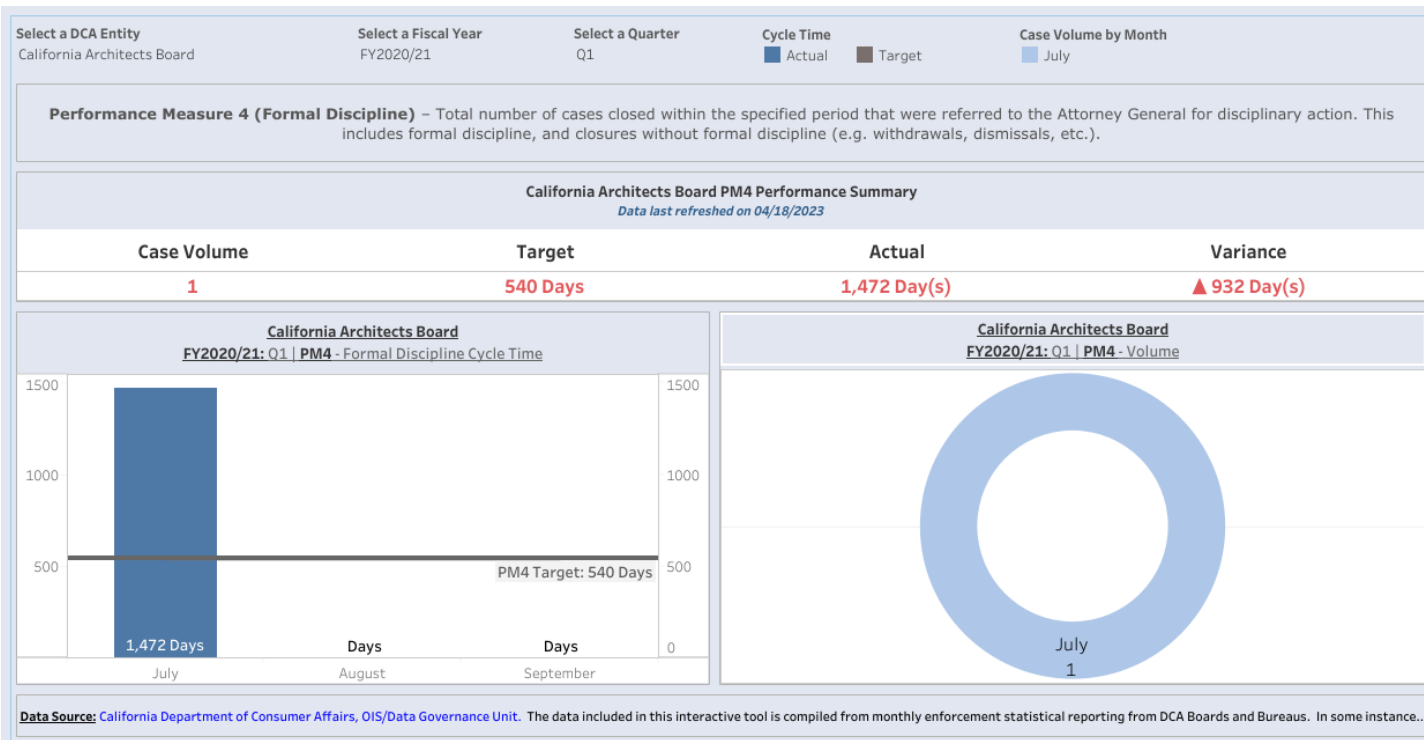 Select a DCA Entity
California Architects Board
Select a Fiscal Year
FY2020/21
Select a Quarter
Q1
Cycle Time
Actual
Target
Case Volume by Month
July
Performance Measure 4 (Formal Discipline) – Total number of cases closed within the specified period that were referred to the Attorney General for disciplinary action. This
includes formal discipline, and closures without formal discipline (e.g. withdrawals, dismissals, etc.).
California Architects Board PM4 Performance Summary
Data last refreshed on 04/18/2023
Case Volume Target Actual Variance
1 540 Days 1,472 Day(s) ▲ 932 Day(s)
California Architects Board
FY2020/21: Q1 | PM4 - Formal Discipline Cycle Time
1500 1500
1000 1000
500 500
PM4 Target: 540 Days
1,472 Days Days Days 0
July August September
California Architects Board
FY2020/21: Q1 | PM4 - Volume
July
1
Data Source: California Department of Consumer Affairs, OIS/Data Governance Unit. The data included in this interactive tool is compiled from monthly enforcement statistical reporting from DCA Boards and Bureaus. In some instance..